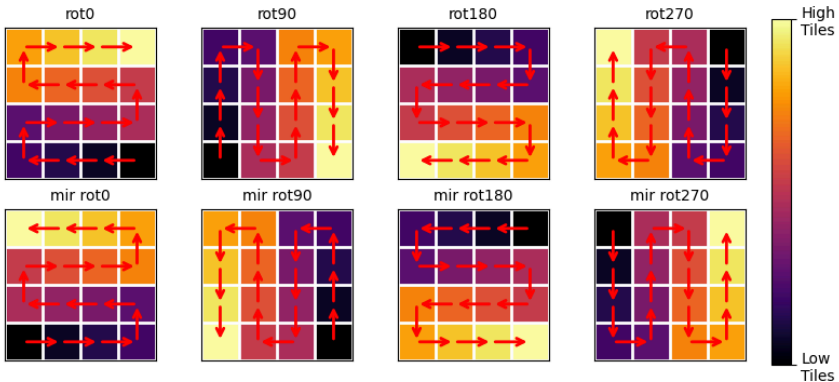 rot0
rot90
rot180
rot270
High
Tiles
mir rot0
mir rot90
mir rot180
mir rot270
Low
Tiles